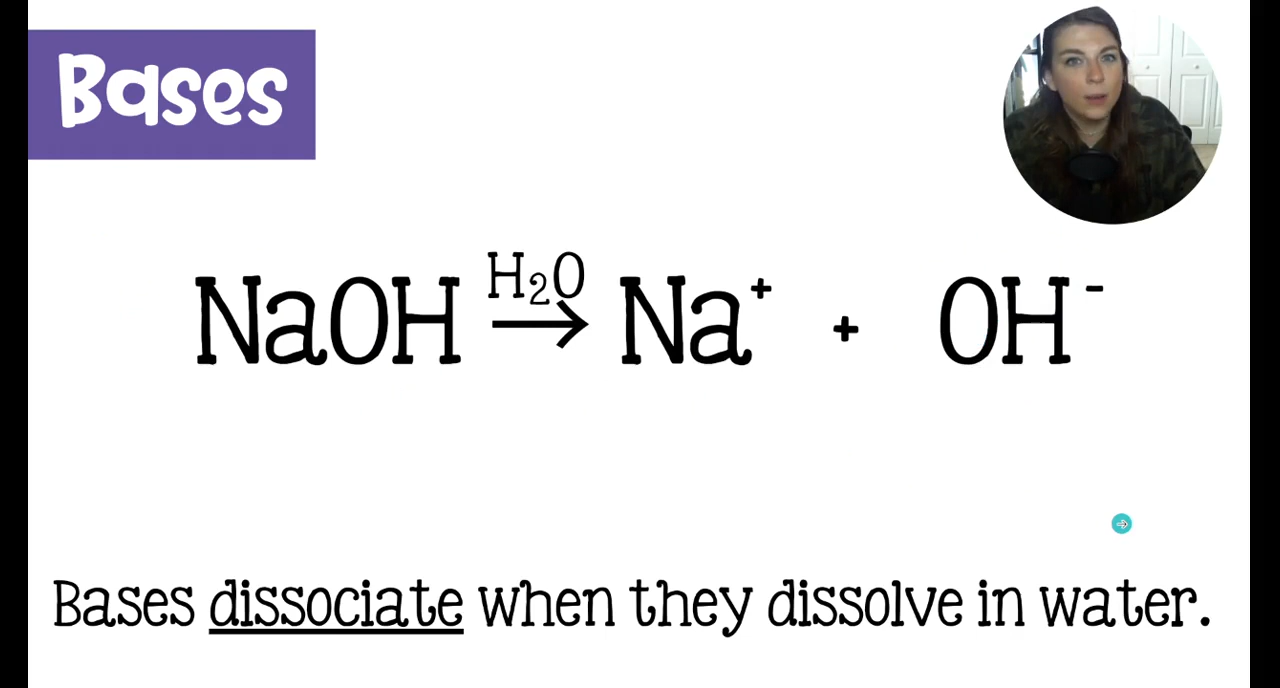 Bases
H₂O
NaOH → Na⁺ + OH⁻
Bases dissociate when they dissolve in water.